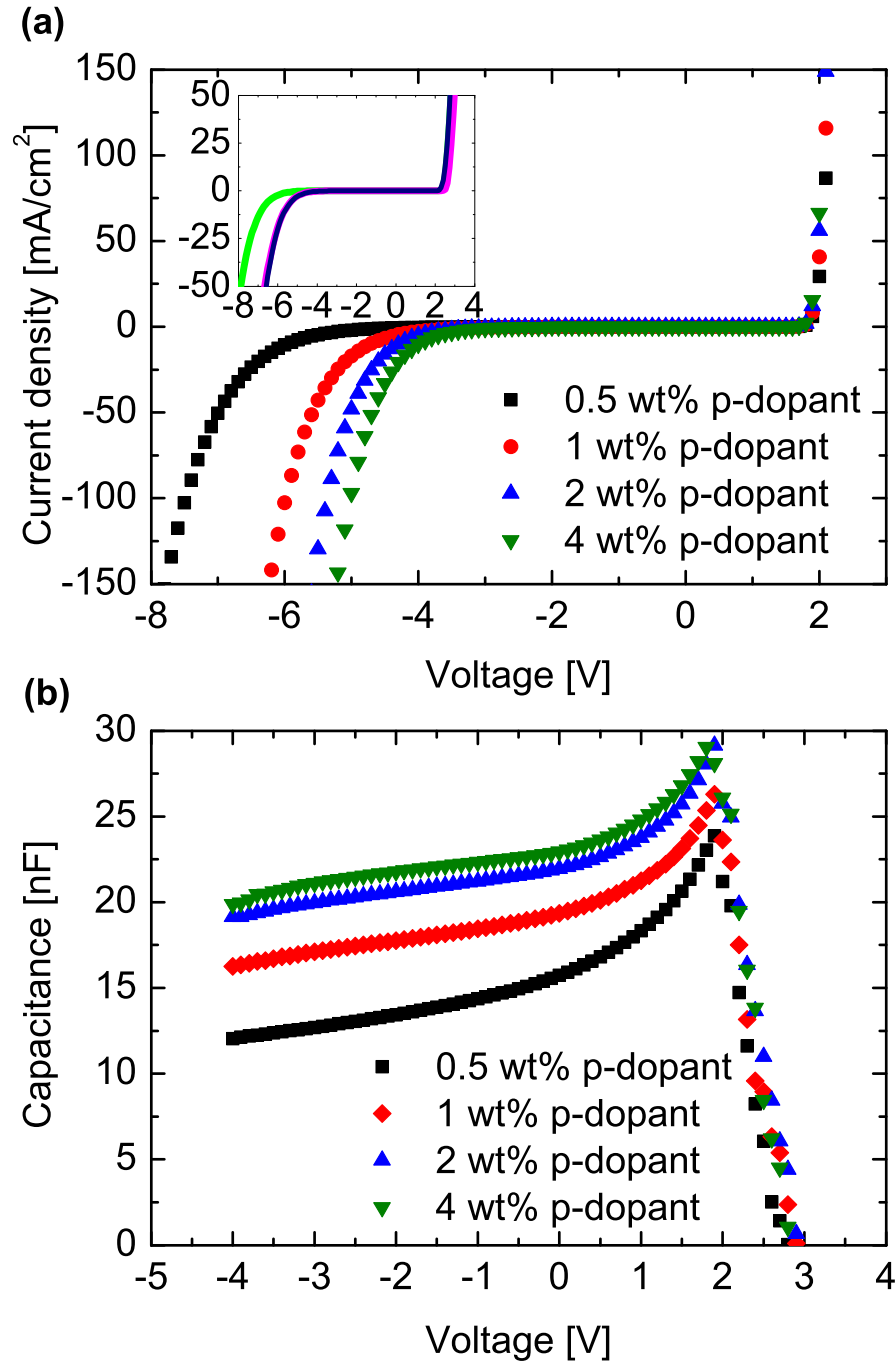 (a)
150
100
50
0
-50
-100
-150
Current density [mA/cm²]
50
25
0
-25
-50
-8 -6 -4 -2 0 2 4
0.5 wt% p-dopant
1 wt% p-dopant
2 wt% p-dopant
4 wt% p-dopant
-8 -6 -4 -2 0 2
Voltage [V]
(b)
30
25
20
15
10
5
0
Capacitance [nF]
0.5 wt% p-dopant
1 wt% p-dopant
2 wt% p-dopant
4 wt% p-dopant
-5 -4 -3 -2 -1 0 1 2 3 4
Voltage [V]